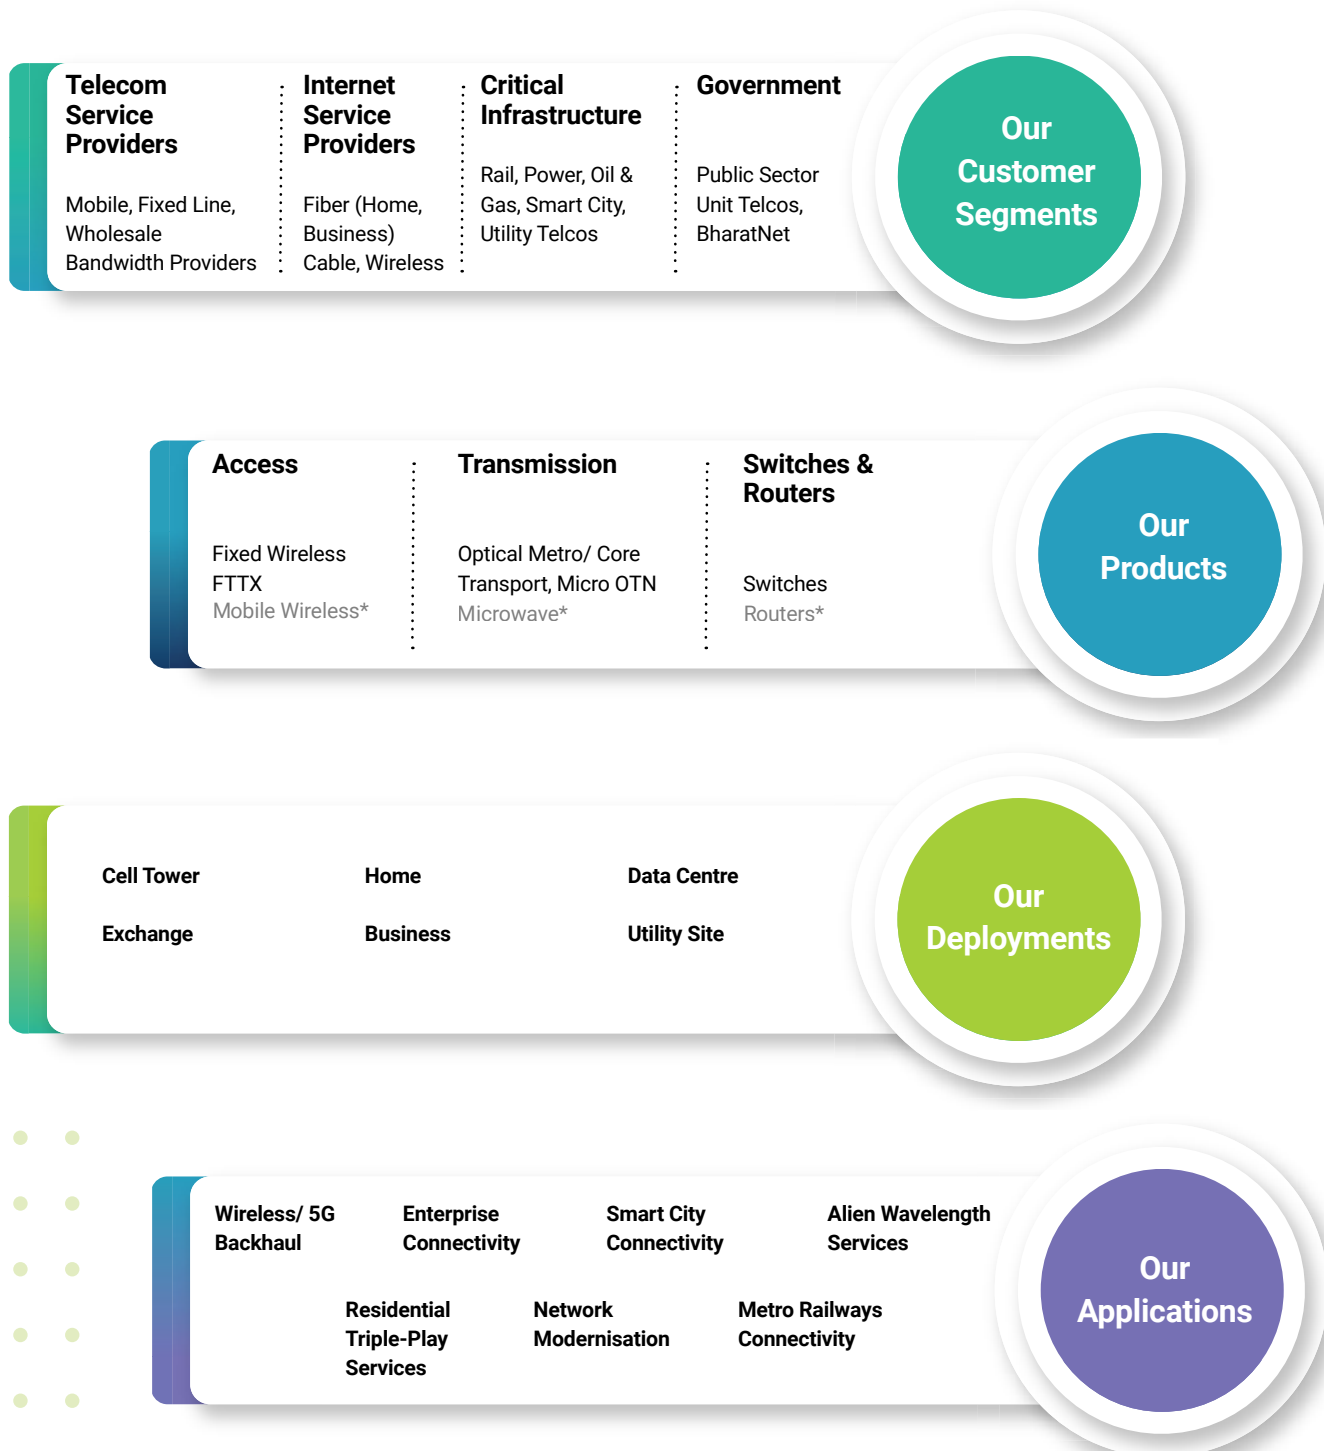 Telecom
Service
Providers
Mobile, Fixed Line,
Wholesale
Bandwidth Providers
Internet
Service
Providers
Fiber (Home,
Business)
Cable, Wireless
Critical
Infrastructure
Rail, Power, Oil &
Gas, Smart City,
Utility Telcos
Government
Public Sector
Unit Telcos,
BharatNet
Our
Customer
Segments
Access
Fixed Wireless
FTTX
Mobile Wireless*
Transmission
Optical Metro/ Core
Transport, Micro OTN
Microwave*
Switches &
Routers
Switches
Routers*
Our
Products
Cell Tower
Home
Data Centre
Exchange
Business
Utility Site
Our
Deployments
Wireless/ 5G
Backhaul
Enterprise
Connectivity
Smart City
Connectivity
Alien Wavelength
Services
Residential
Triple-Play
Services
Network
Modernisation
Metro Railways
Connectivity
Our
Applications